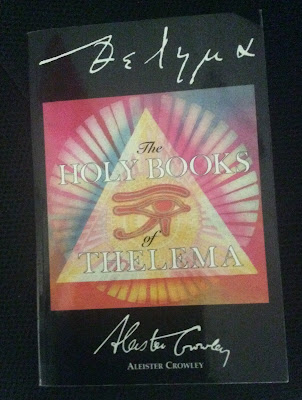 Θελημα
The
HOLY BOOKS
of
THELEMA
Aleister Crowley
ALEISTER CROWLEY